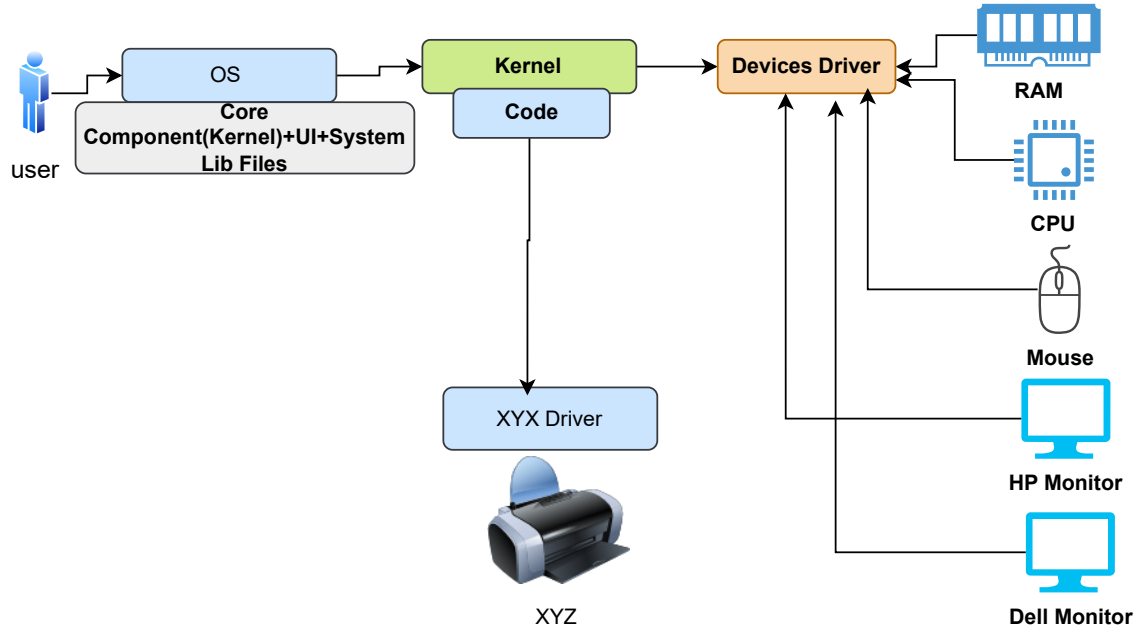 OS
Kernel
Devices Driver
RAM
Core
Component(Kernel)+UI+System
Lib Files
Code
user
CPU
Mouse
XYX Driver
HP Monitor
XYZ
Dell Monitor